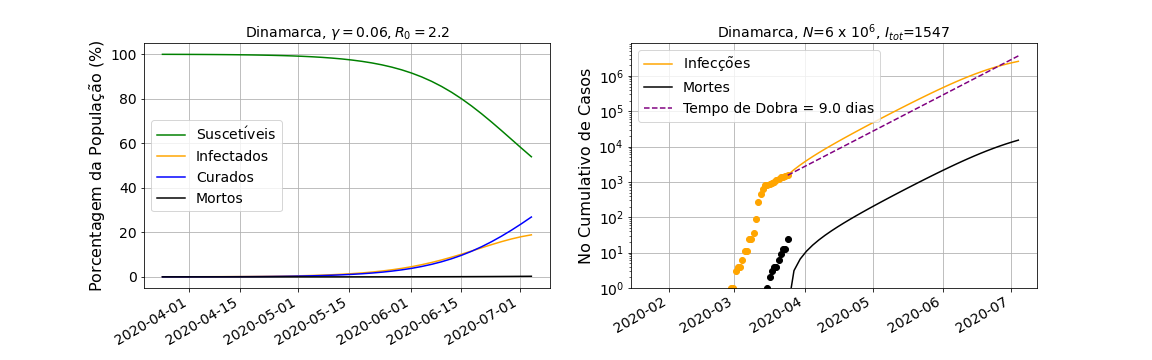 Dinamarca, γ = 0.06, R₀ = 2.2
Porcentagem da População (%)
100
80
60
40
20
0
Suscetíveis
Infectados
Curados
Mortos
2020-04-01
2020-04-15
2020-05-01
2020-05-15
2020-06-01
2020-06-15
2020-07-01
Dinamarca, N=6 x 10⁶, Iₜₒₜ=1547
No Cumulativo de Casos
10⁶
10⁵
10⁴
10³
10²
10¹
10⁰
Infecções
Mortes
Tempo de Dobra = 9.0 dias
2020-02
2020-03
2020-04
2020-05
2020-06
2020-07